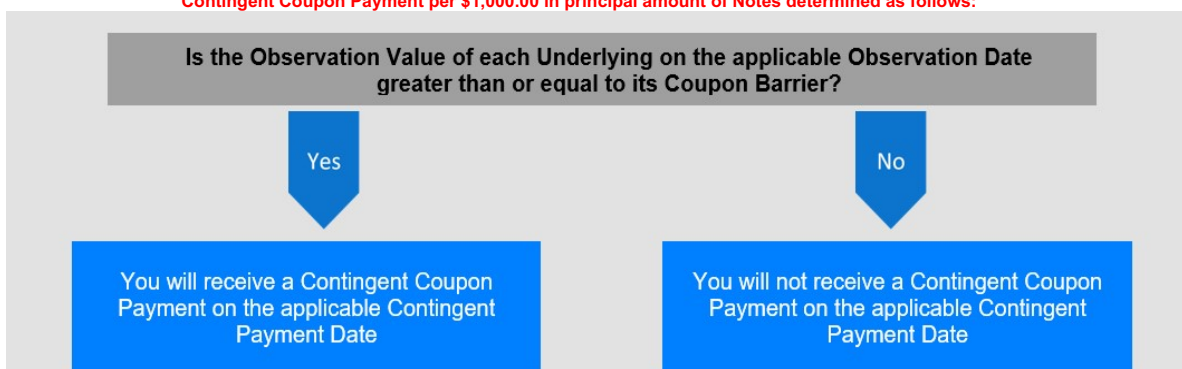 Contingent Coupon Payment per $1,000.00 in principal amount of Notes determined as follows:
Is the Observation Value of each Underlying on the applicable Observation Date
greater than or equal to its Coupon Barrier?
Yes
No
You will receive a Contingent Coupon
Payment on the applicable Contingent
Payment Date
You will not receive a Contingent Coupon
Payment on the applicable Contingent
Payment Date